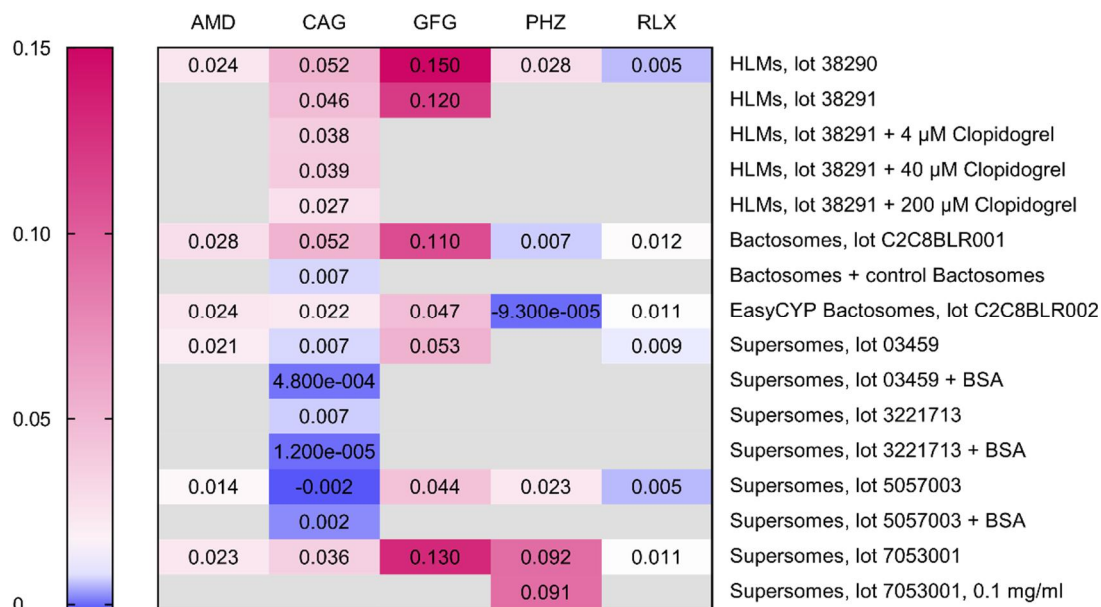 AMD CAG GFG PHZ RLX
0.15
0.024 0.052 0.150 0.028 0.005 HLMs, lot 38290
0.046 0.120 HLMs, lot 38291
0.038 HLMs, lot 38291 + 4 µM Clopidogrel
0.039 HLMs, lot 38291 + 40 µM Clopidogrel
0.027 HLMs, lot 38291 + 200 µM Clopidogrel
0.10 0.028 0.052 0.110 0.007 0.012 Bactosomes, lot C2C8BLR001
0.007 Bactosomes + control Bactosomes
0.024 0.022 0.047 -9.300e-005 0.011 EasyCYP Bactosomes, lot C2C8BLR002
0.021 0.007 0.053 0.009 Supersomes, lot 03459
4.800e-004 Supersomes, lot 03459 + BSA
0.05 0.007 Supersomes, lot 3221713
1.200e-005 Supersomes, lot 3221713 + BSA
0.014 -0.002 0.044 0.023 0.005 Supersomes, lot 5057003
0.002 Supersomes, lot 5057003 + BSA
0.023 0.036 0.130 0.092 0.011 Supersomes, lot 7053001
0 0.091 Supersomes, lot 7053001, 0.1 mg/ml